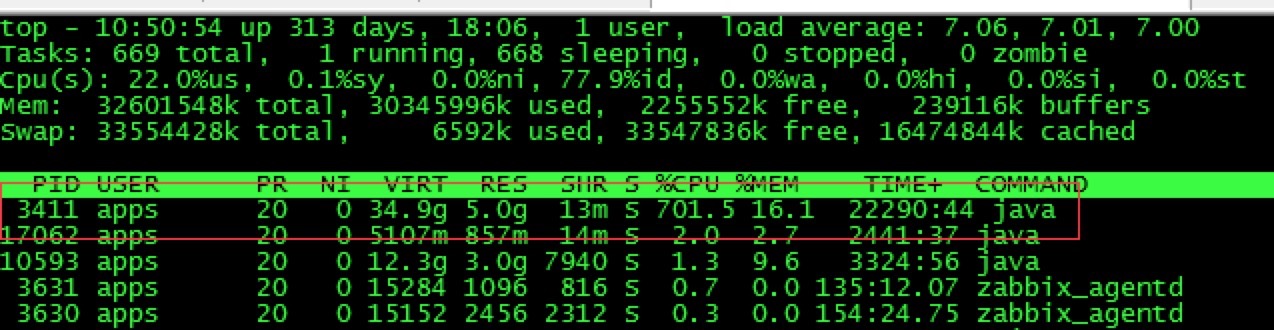 top - 10:50:54 up 313 days, 18:06,  1 user,  load average: 7.06, 7.01, 7.00
Tasks: 669 total,   1 running, 668 sleeping,   0 stopped,   0 zombie
Cpu(s): 22.0%us,  0.1%sy,  0.0%ni, 77.9%id,  0.0%wa,  0.0%hi,  0.0%si,  0.0%st
Mem:  32601548k total, 30345996k used,  2255552k free,   239116k buffers
Swap: 33554428k total,     6592k used, 33547836k free, 16474844k cached
PID USER      PR  NI  VIRT  RES  SHR S %CPU %MEM    TIME+  COMMAND
3411 apps      20   0 34.9g 5.0g  13m S 701.5 16.1  22290:44 java
17062 apps      20   0 5107m 857m  14m S  2.0  2.7   2441:37 java
10593 apps      20   0 12.3g 3.0g 7940 S  1.3  9.6   3324:56 java
3631 apps      20   0 15284 1096  816 S  0.7  0.0 135:12.07 zabbix_agentd
3630 apps      20   0 15152 2456 2312 S  0.3  0.0 154:24.75 zabbix_agentd